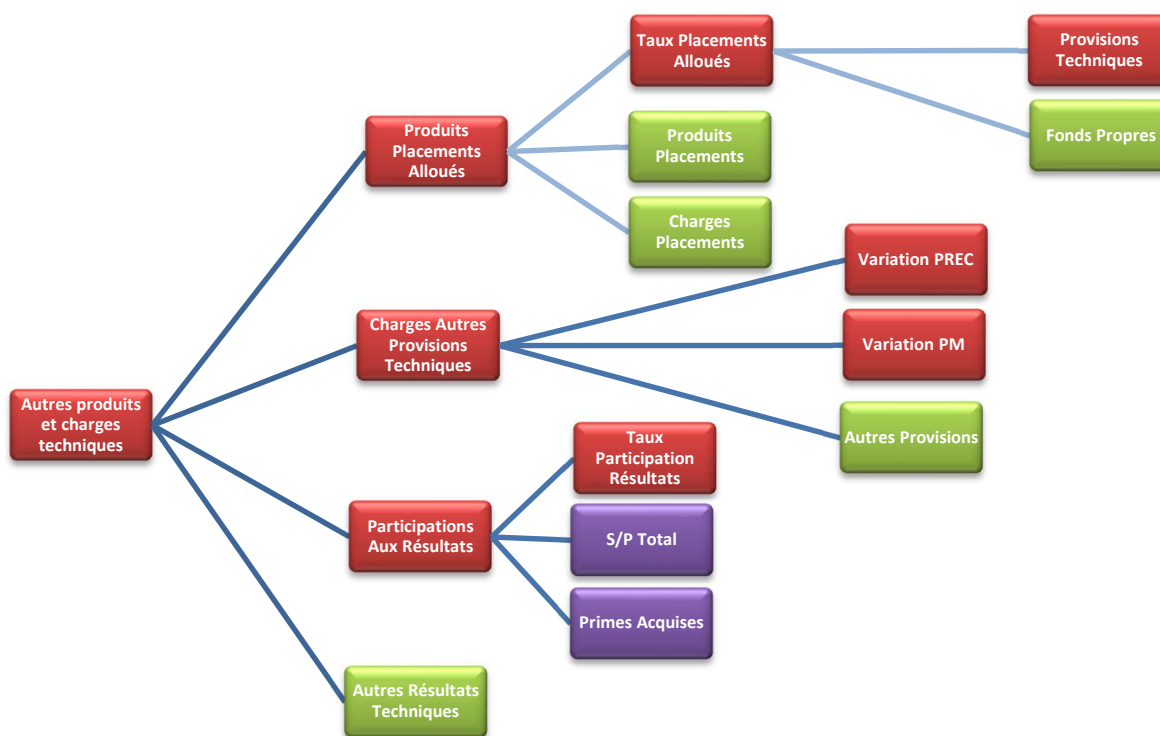 Taux Placements
Alloués
Provisions
Techniques
Produits
Placements
Alloués
Produits
Placements
Fonds Propres
Charges
Placements
Variation PREC
Charges Autres
Provisions
Techniques
Variation PM
Autres produits
et charges
techniques
Autres Provisions
Taux
Participation
Résultats
Participations
Aux Résultats
S/P Total
Primes Acquises
Autres Résultats
Techniques